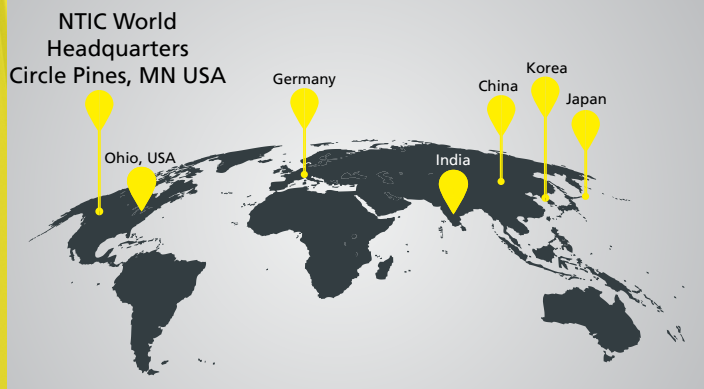 NTIC World
Headquarters
Circle Pines, MN USA
Germany
Korea
China
Japan
Ohio, USA
India